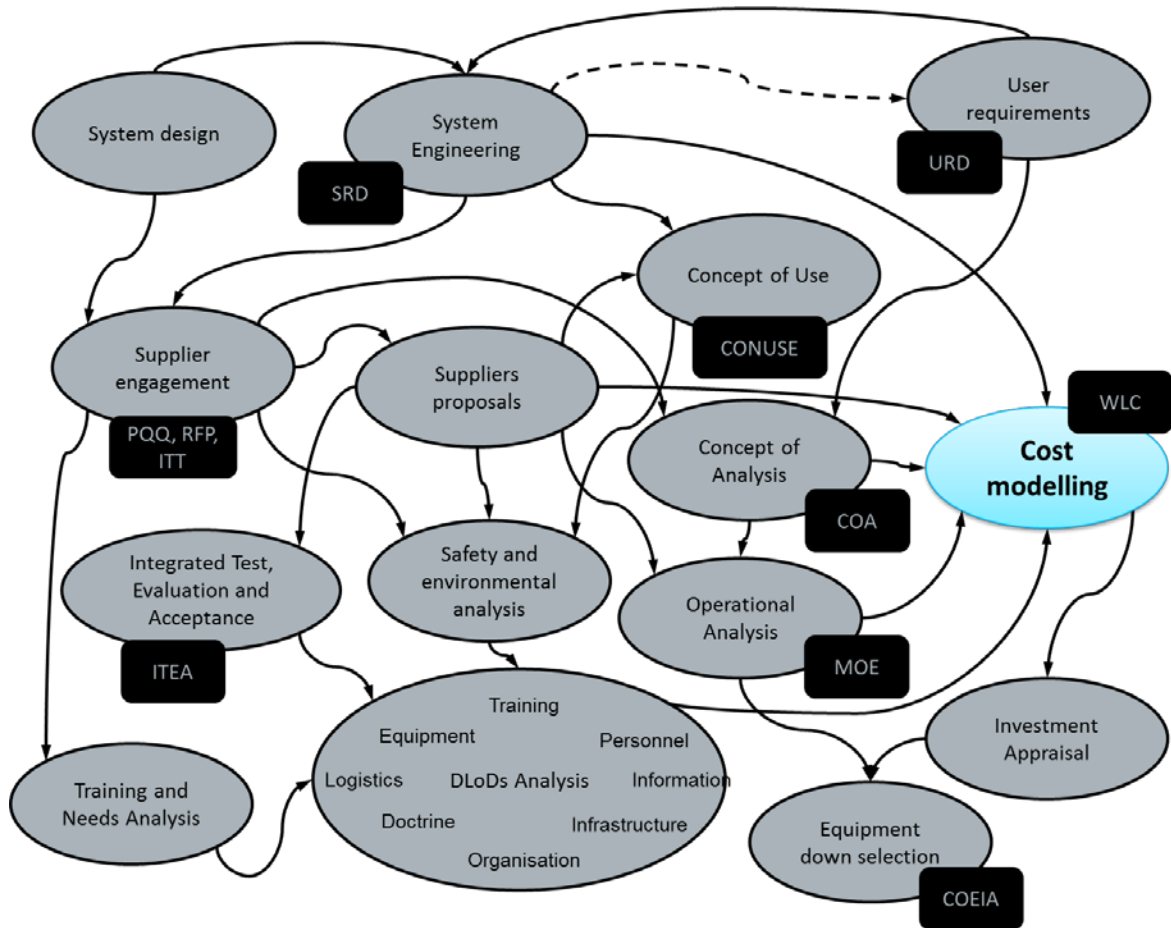 System design
System
Engineering
SRD
User
requirements
URD
Concept of Use
CONUSE
Supplier
engagement
PQQ, RFP,
ITT
Suppliers
proposals
Concept of
Analysis
COA
WLC
Cost
modelling
Integrated Test,
Evaluation and
Acceptance
ITEA
Safety and
environmental
analysis
Operational
Analysis
MOE
Training and
Needs Analysis
Training
Equipment
Personnel
Logistics
DLoDs Analysis
Information
Doctrine
Infrastructure
Organisation
Investment
Appraisal
Equipment
down selection
COEIA